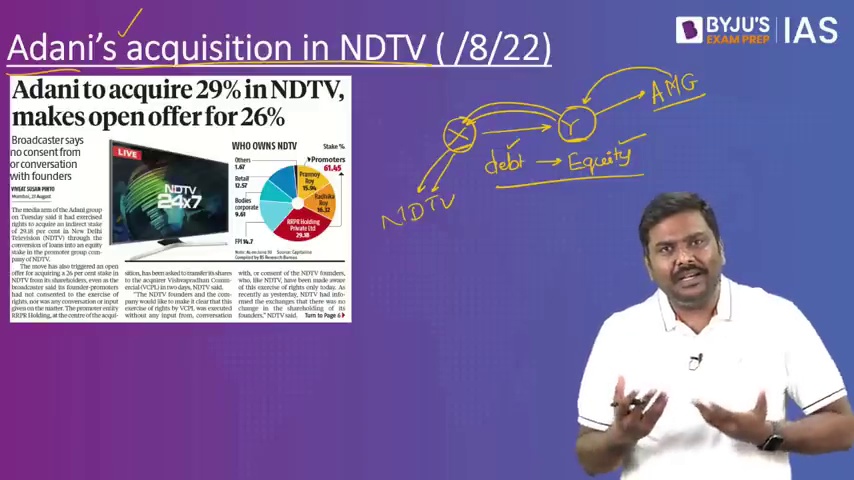 Adani's acquisition in NDTV ( /8/22)
BYJU'S
EXAM PREP
IAS
Adani to acquire 29% in NDTV,
makes open offer for 26%
Broadcaster says
no consent from
or conversation
with founders
VIVEAT SUSAN PINTO
Mumbai, 23 August
The media arm of the Adani group
on Tuesday said it had exercised
rights to acquire an indirect stake
of 29.18 per cent in New Delhi
Television (NDTV) through the
conversion of loans into an equity
stake in the promoter group com-
pany of NDTV.
The move has also triggered an open
offer for acquiring a 26 per cent stake in
NDTV from its shareholders, even as the
broadcaster said its founder-promoters
had not consented to the exercise of
rights, nor was any conversation or input
given on the matter. The promoter entity
RRPR Holding, at the centre of the acqui-
LIVE
NDTV
24x7
WHO OWNS NDTV
Stake %
Others
1.67
Retail
12.57
Bodies
corporate
9.61
FPI 14.7
Promoters
61.45
Prannoy
Roy
15.94
Radhika
Roy
16.32
RRPR Holding
Private Ltd
29.18
Note: As on June 30
Source: Capitaline
Compiled by BS Research Bureau
sition, has been asked to transfer its shares
to the acquirer Vishvapradhan Comm-
ercial (VCPL) in two days, NDTV said.
"The NDTV founders and the com-
pany would like to make it clear that this
exercise of rights by VCPL was executed
without any input from, conversation
with, or consent of the NDTV founders,
who, like NDTV, have been made aware
of this exercise of rights only today. As
recently as yesterday, NDTV had infor-
med the exchanges that there was no
change in the shareholding of its
founders," NDTV said.
Turn to Page 6
X
Y
AMG
debt → Equity
NDTV